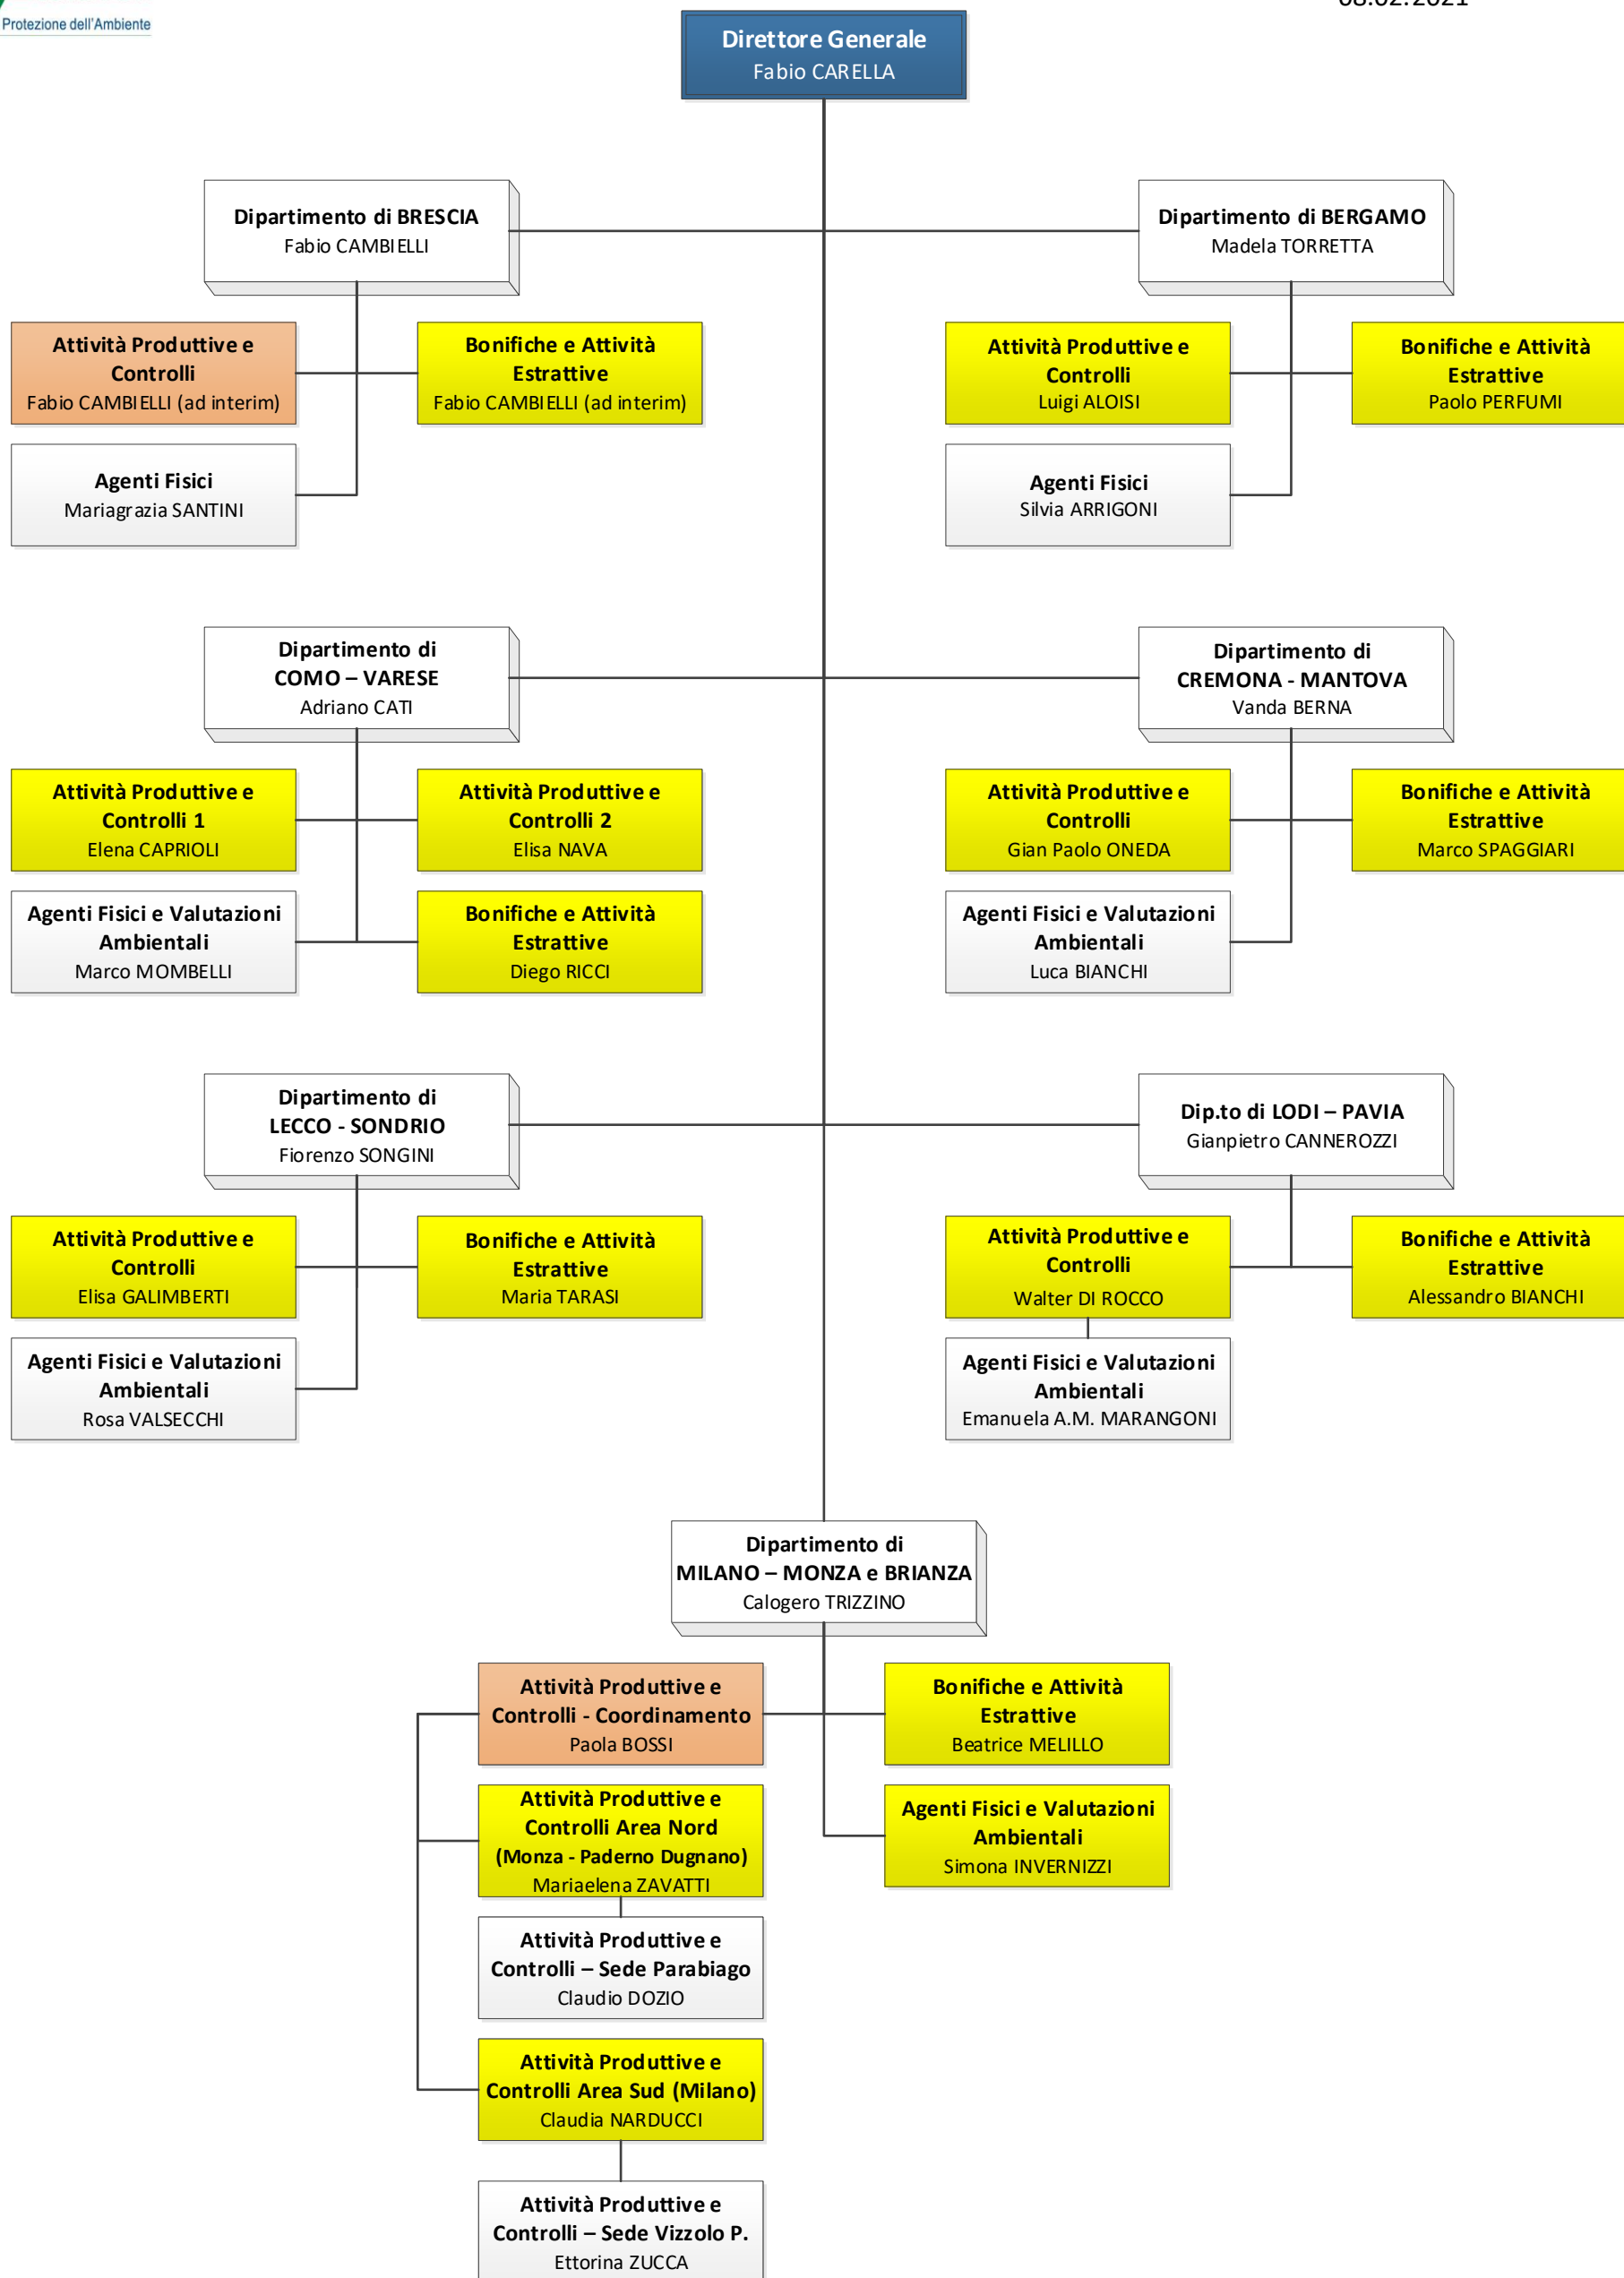 Protezione dell'Ambiente
Direttore Generale
Fabio CARELLA
Dipartimento di BRESCIA
Fabio CAMBIELLI
Dipartimento di BERGAMO
Madela TORRETTA
Attività Produttive e
Controlli
Fabio CAMBIELLI (ad interim)
Bonifiche e Attività
Estrattive
Fabio CAMBIELLI (ad interim)
Attività Produttive e
Controlli
Luigi ALOISI
Bonifiche e Attività
Estrattive
Paolo PERFUMI
Agenti Fisici
Mariagrazia SANTINI
Agenti Fisici
Silvia ARRIGONI
Dipartimento di
COMO – VARESE
Adriano CATI
Dipartimento di
CREMONA - MANTOVA
Vanda BERNA
Attività Produttive e
Controlli 1
Elena CAPRIOLI
Attività Produttive e
Controlli 2
Elisa NAVA
Attività Produttive e
Controlli
Gian Paolo ONEDA
Bonifiche e Attività
Estrattive
Marco SPAGGIARI
Agenti Fisici e Valutazioni
Ambientali
Marco MOMBELLI
Bonifiche e Attività
Estrattive
Diego RICCI
Agenti Fisici e Valutazioni
Ambientali
Luca BIANCHI
Dipartimento di
LECCO - SONDRIO
Fiorenzo SONGINI
Dip.to di LODI – PAVIA
Gianpietro CANNEROZZI
Attività Produttive e
Controlli
Elisa GALIMBERTI
Bonifiche e Attività
Estrattive
Maria TARASI
Attività Produttive e
Controlli
Walter DI ROCCO
Bonifiche e Attività
Estrattive
Alessandro BIANCHI
Agenti Fisici e Valutazioni
Ambientali
Rosa VALSECCHI
Agenti Fisici e Valutazioni
Ambientali
Emanuela A.M. MARANGONI
Dipartimento di
MILANO – MONZA e BRIANZA
Calogero TRIZZINO
Attività Produttive e
Controlli - Coordinamento
Paola BOSSI
Bonifiche e Attività
Estrattive
Beatrice MELILLO
Attività Produttive e
Controlli Area Nord
(Monza - Paderno Dugnano)
Mariaelena ZAVATTI
Agenti Fisici e Valutazioni
Ambientali
Simona INVERNIZZI
Attività Produttive e
Controlli – Sede Parabiago
Claudio DOZIO
Attività Produttive e
Controlli Area Sud (Milano)
Claudia NARDUCCI
Attività Produttive e
Controlli – Sede Vizzolo P.
Ettorina ZUCCA